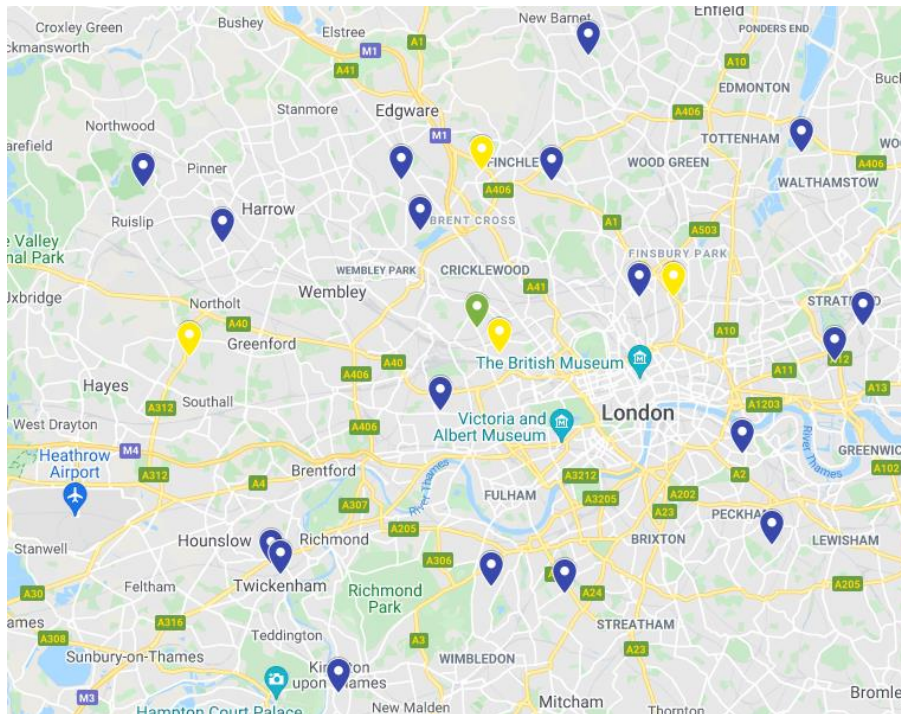 Croxley Green
Bushey
Elstree
New Barnet
Enfield
ckmansworth
M1
A1
A41
A10
PONDERS END
Buc
Stanmore
Edgware
EDMONTON
Northwood
M1
A406
TOTTENHAM
WOO
arefield
Pinner
FINCHLE
WOOD GREEN
A406
A406
WALTHAMSTOW
Ruislip
Harrow
BRENT CROSS
A1
A503
e Valley
nal Park
WEMBLEY PARK
CRICKLEWOOD
FINSBURY PARK
Uxbridge
Northolt
Wembley
A41
STRATFORD
A40
Greenford
A10
The British Museum
A12
Hayes
A406
A40
A11
A13
A312
Southall
London
A1203
West Drayton
A406
Victoria and
Albert Museum
River Thames
GREENWIC
Heathrow
Airport
M4
A312
A4
Brentford
River Thames
A3212
A2
A102
A307
FULHAM
A3205
A202
A23
PECKHAM
Stanwell
Hounslow
Richmond
A205
BRIXTON
LEWISHAM
Feltham
Twickenham
A306
A30
Richmond
Park
A24
A205
ames
A316
Teddington
A3
STREATHAM
A308
Sunbury-on-Thames
A23
Kingston
upon Thames
WIMBLEDON
M3
Hampton Court Palace
New Malden
Mitcham
Thornton
Bromle